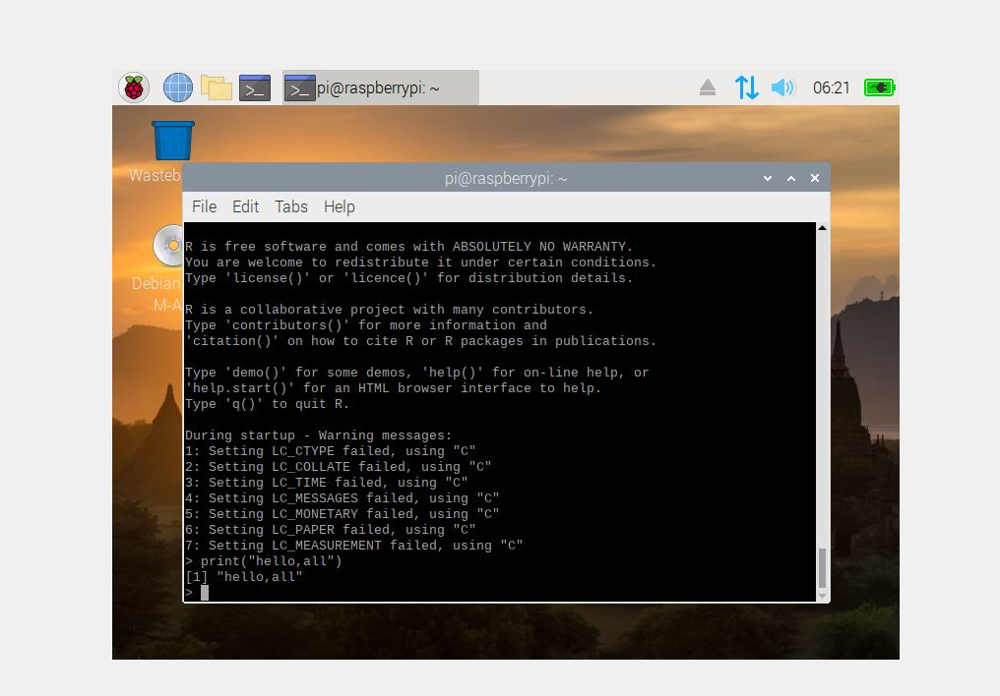 pi@raspberrypi: ~
06:21
Wasteb
pi@raspberrypi: ~
File Edit Tabs Help
Debian
M-A
R is free software and comes with ABSOLUTELY NO WARRANTY.
You are welcome to redistribute it under certain conditions.
Type 'license()' or 'licence()' for distribution details.
R is a collaborative project with many contributors.
Type 'contributors()' for more information and
'citation()' on how to cite R or R packages in publications.
Type 'demo()' for some demos, 'help()' for on-line help, or
'help.start()' for an HTML browser interface to help.
Type 'q()' to quit R.
During startup - Warning messages:
1: Setting LC_CTYPE failed, using "C"
2: Setting LC_COLLATE failed, using "C"
3: Setting LC_TIME failed, using "C"
4: Setting LC_MESSAGES failed, using "C"
5: Setting LC_MONETARY failed, using "C"
6: Setting LC_PAPER failed, using "C"
7: Setting LC_MEASUREMENT failed, using "C"
> print("hello,all")
[1] "hello,all"
>